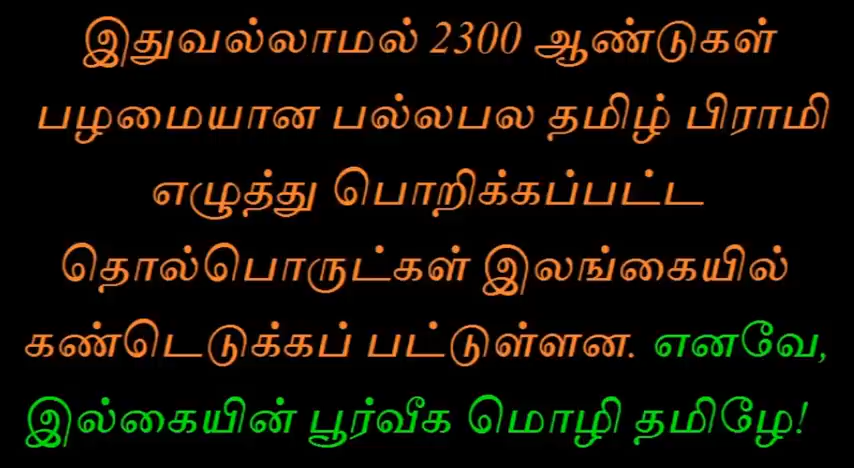 இதுவல்லாமல் 2300 ஆண்டுகள்
பழமையான பல்லபல தமிழ் பிராமி
எழுத்து பொறிக்கப்பட்ட
தொல்பொருட்கள் இலங்கையில்
கண்டெடுக்கப் பட்டுள்ளன. எனவே,
இல்கையின் பூர்வீக மொழி தமிழே!